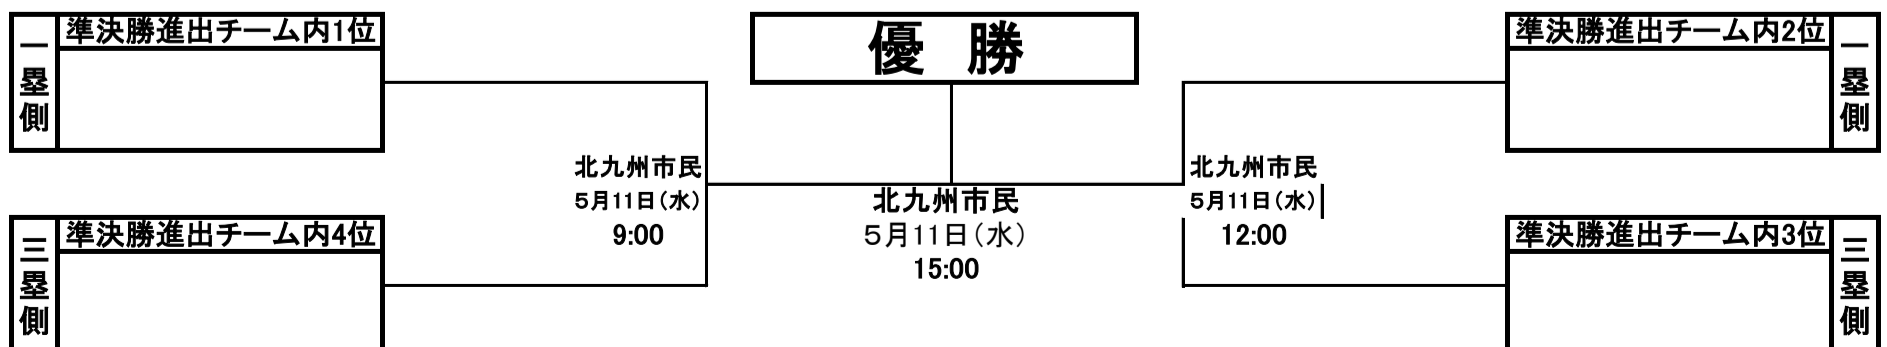 一塁側
準決勝進出チーム内1位
優　勝
準決勝進出チーム内2位
一塁側
北九州市民
5月11日（水）
9:00
北九州市民
５月11日（水）
15:00
北九州市民
5月11日（水）
12:00
三塁側
準決勝進出チーム内4位
準決勝進出チーム内3位
三塁側